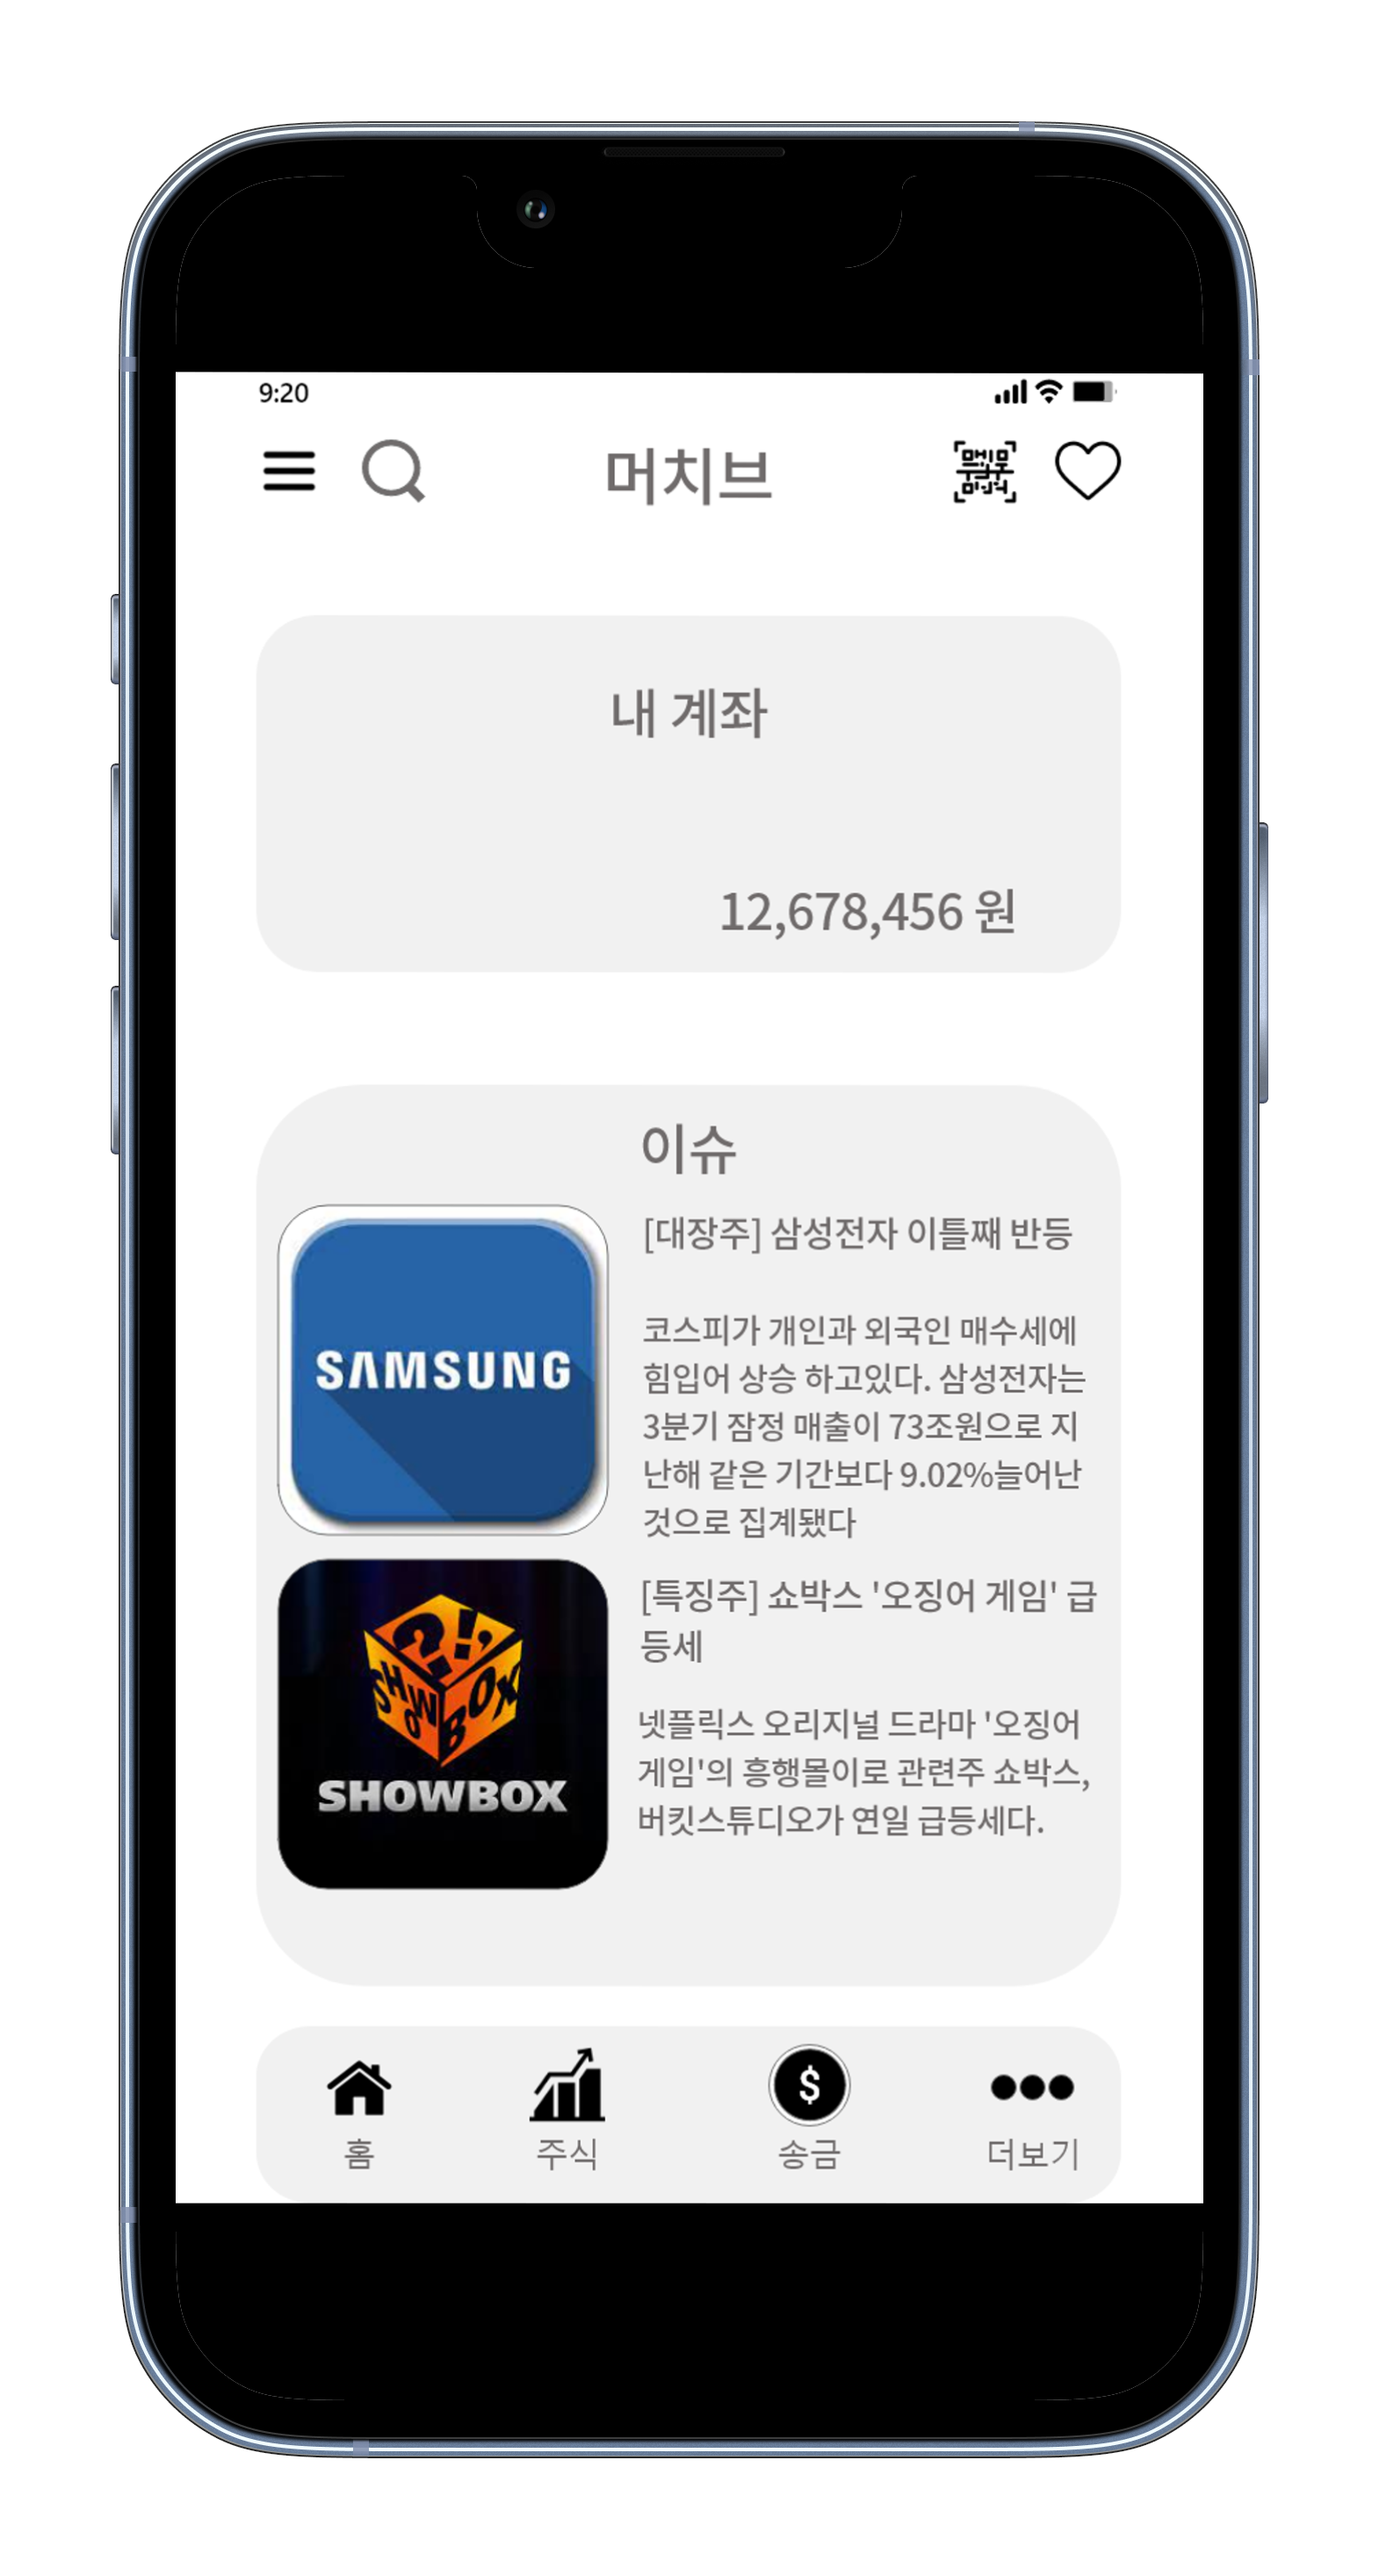 9:20
머치브
내 계좌
12,678,456 원
이슈
SAMSUNG
[대장주] 삼성전자 이틀째 반등
코스피가 개인과 외국인 매수세에
힘입어 상승 하고있다. 삼성전자는
3분기 잠정 매출이 73조원으로 지
난해 같은 기간보다 9.02%늘어난
것으로 집계됐다
?!
SHOW BOX
SHOWBOX
[특징주] 쇼박스 '오징어 게임' 급
등세
넷플릭스 오리지널 드라마 '오징어
게임'의 흥행몰이로 관련주 쇼박스,
버킷스튜디오가 연일 급등세다.
$
홈 주식 송금 더보기